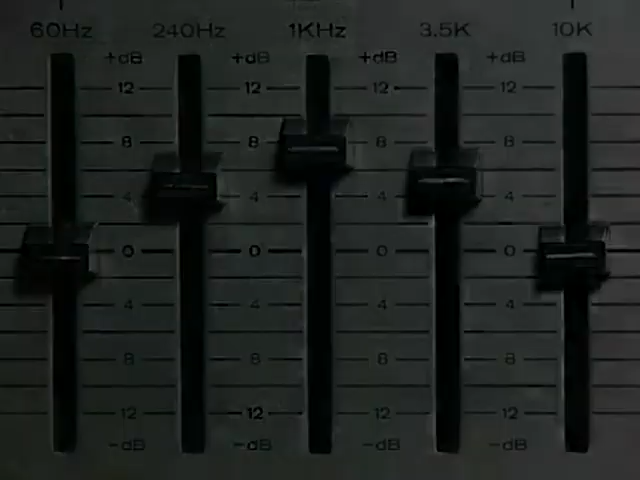 60Hz 240Hz 1KHz 3.5K 10K
+dB +dB +dB +dB
12 12 12 12
8 8 8 8
4 4 4 4
0 0 0 0
4 4 4 4
8 8 8 8
12 12 12 12
-dB -dB -dB -dB